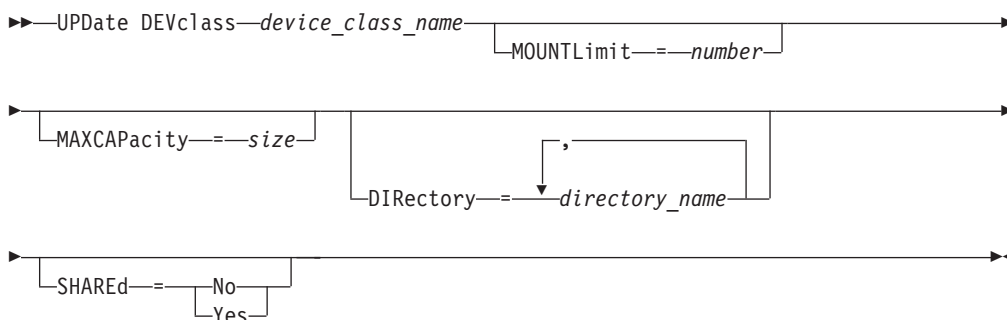 UPDate DEVclass device_class_name
MOUNTLimit = number
MAXCAPacity = size
,
DIRectory = directory_name
SHAREd = No
Yes